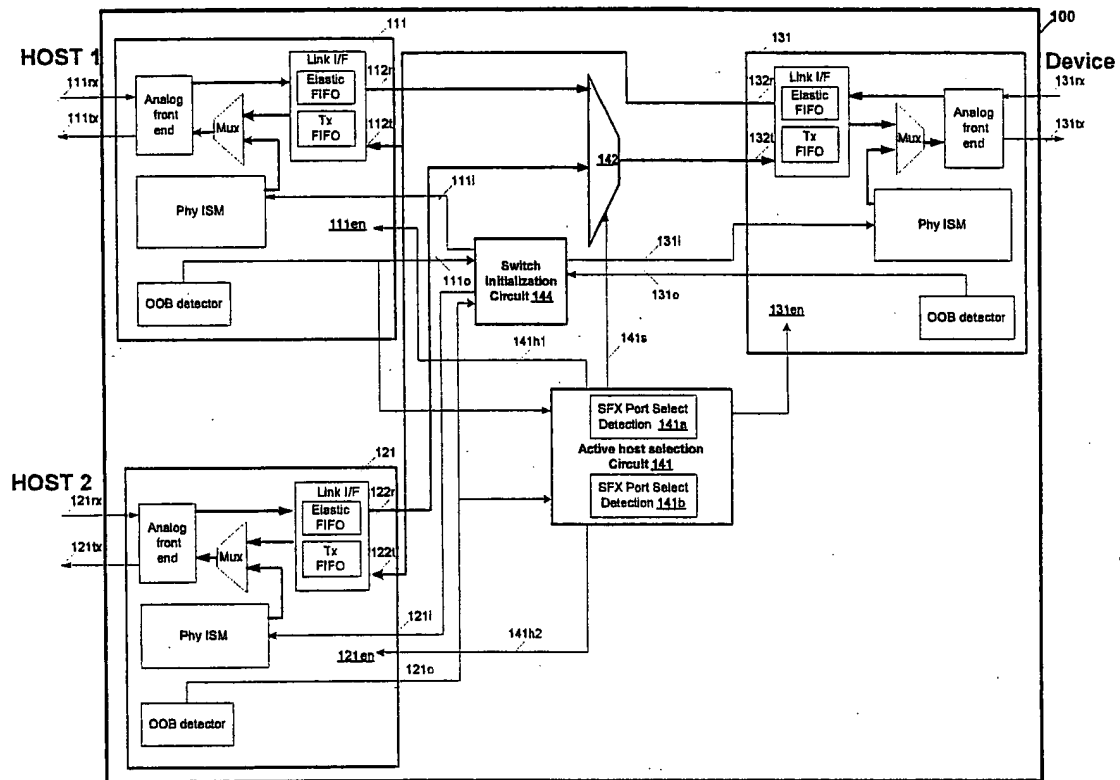 100
HOST 1
111
111rx
111tx
Analog
front
end
Mux
Link I/F
Elastic
FIFO
Tx
FIFO
112r
112t
Phy ISM
OOB detector
111i
111en
111o
142
Switch
Initialization
Circuit 144
131i
131o
141s
141h1
Device
131
131rx
131tx
132r
132t
Link I/F
Elastic
FIFO
Tx
FIFO
Mux
Analog
front
end
Phy ISM
OOB detector
131en
SFX Port Select
Detection 141a
Active host selection
Circuit 141
SFX Port Select
Detection 141b
HOST 2
121
121rx
121tx
Analog
front
end
Mux
Link I/F
Elastic
FIFO
Tx
FIFO
122r
122t
Phy ISM
OOB detector
121i
121en
121o
141h2